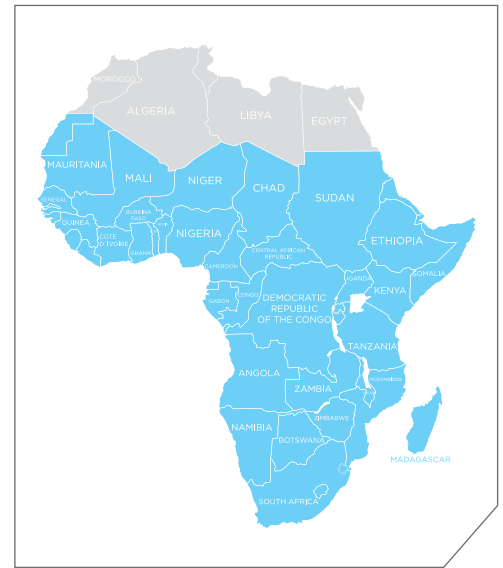 MOROCCO
ALGERIA
LIBYA
EGYPT
MAURITANIA
MALI
NIGER
CHAD
SUDAN
SENEGAL
GUINEA
BURKINA
FASO
COTE
D'IVOIRE
GHANA
NIGERIA
CENTRAL AFRICAN
REPUBLIC
ETHIOPIA
SOMALIA
CAMEROON
UGANDA
KENYA
GABON
CONGO
DEMOCRATIC
REPUBLIC
OF THE CONGO
TANZANIA
ANGOLA
ZAMBIA
MOZAMBIQUE
ZIMBABWE
NAMIBIA
BOTSWANA
MADAGASCAR
SOUTH AFRICA